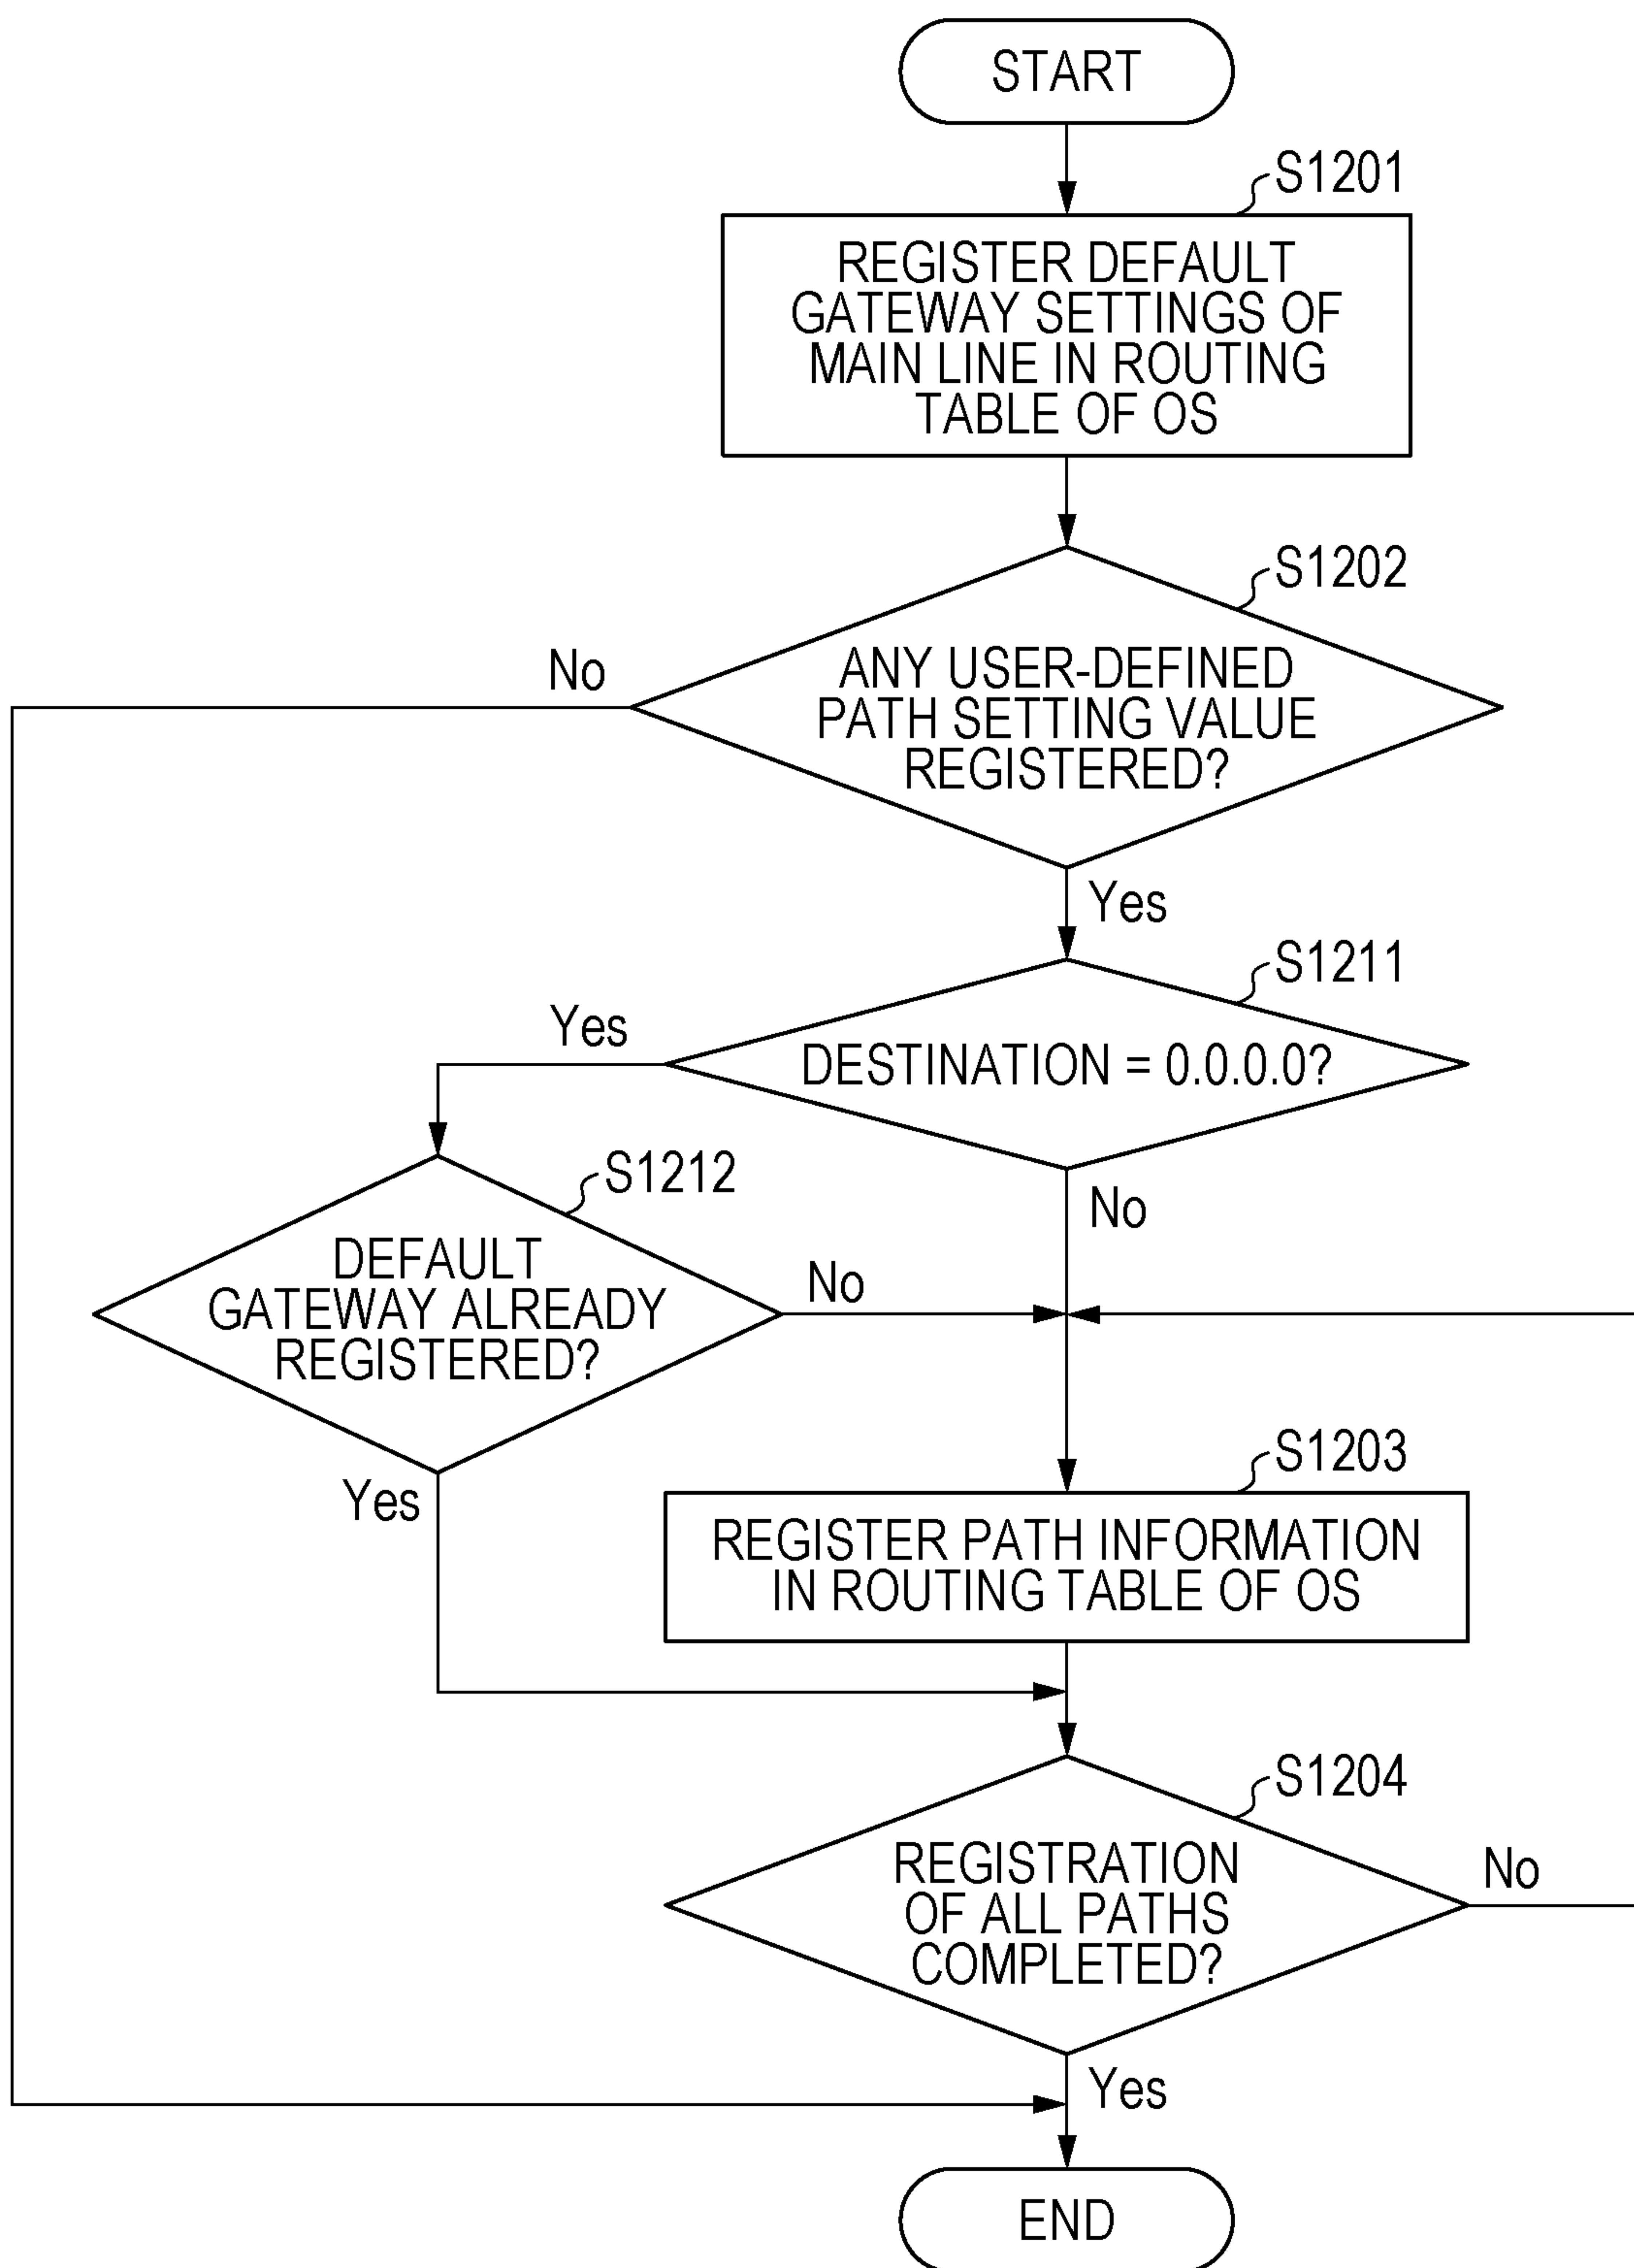 START
S1201
REGISTER DEFAULT
GATEWAY SETTINGS OF
MAIN LINE IN ROUTING
TABLE OF OS
S1202
No
ANY USER-DEFINED
PATH SETTING VALUE
REGISTERED?
Yes
S1211
Yes
DESTINATION = 0.0.0.0?
S1212
No
DEFAULT
GATEWAY ALREADY
REGISTERED?
No
Yes
S1203
REGISTER PATH INFORMATION
IN ROUTING TABLE OF OS
S1204
REGISTRATION
OF ALL PATHS
COMPLETED?
No
Yes
END